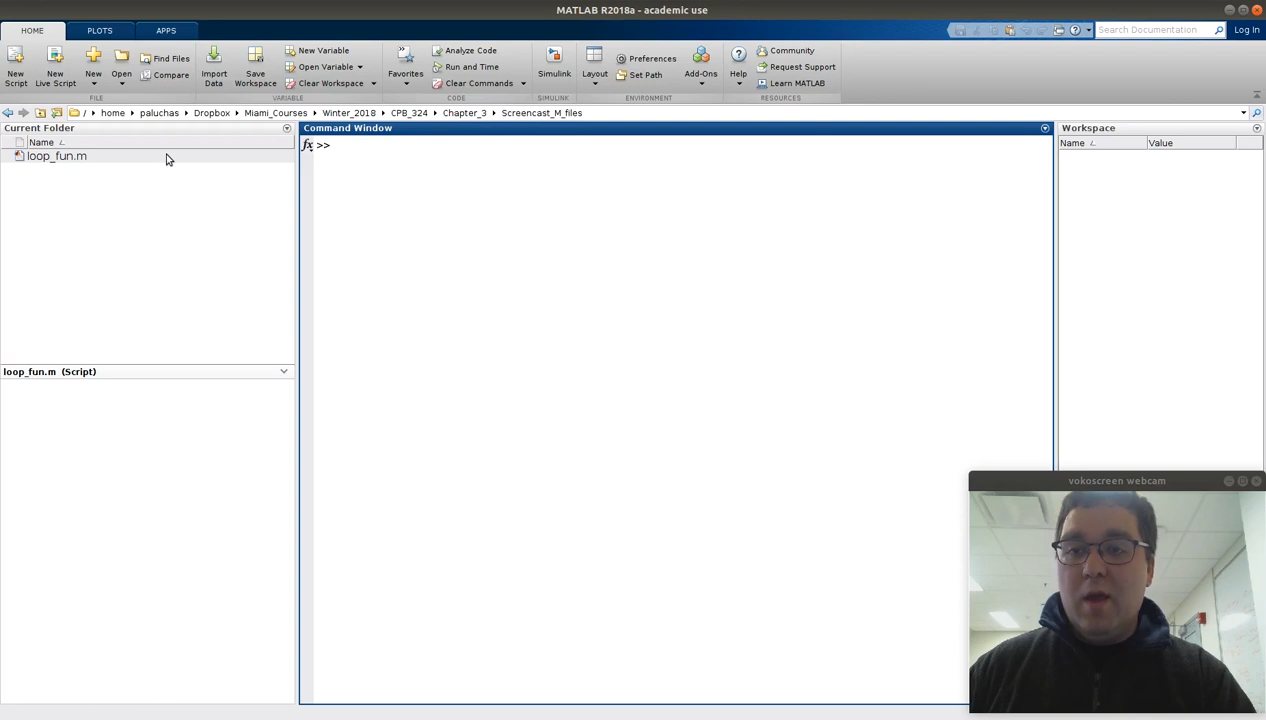 MATLAB R2018a - academic use
HOME PLOTS APPS
Search Documentation
Log In
New Script
New Live Script
New
Open
Find Files
Compare
Import Data
Save Workspace
New Variable
Open Variable
Clear Workspace
Favorites
Analyze Code
Run and Time
Clear Commands
Simulink
Layout
Preferences
Set Path
Add-Ons
Help
Community
Request Support
Learn MATLAB
FILE VARIABLE CODE SIMULINK ENVIRONMENT RESOURCES
/ home paluchas Dropbox Miami_Courses Winter_2018 CPB_324 Chapter_3 Screencast_M_files
Current Folder
Name
loop_fun.m
loop_fun.m (Script)
Command Window
fx >>
Workspace
Name Value
vokoscreen webcam